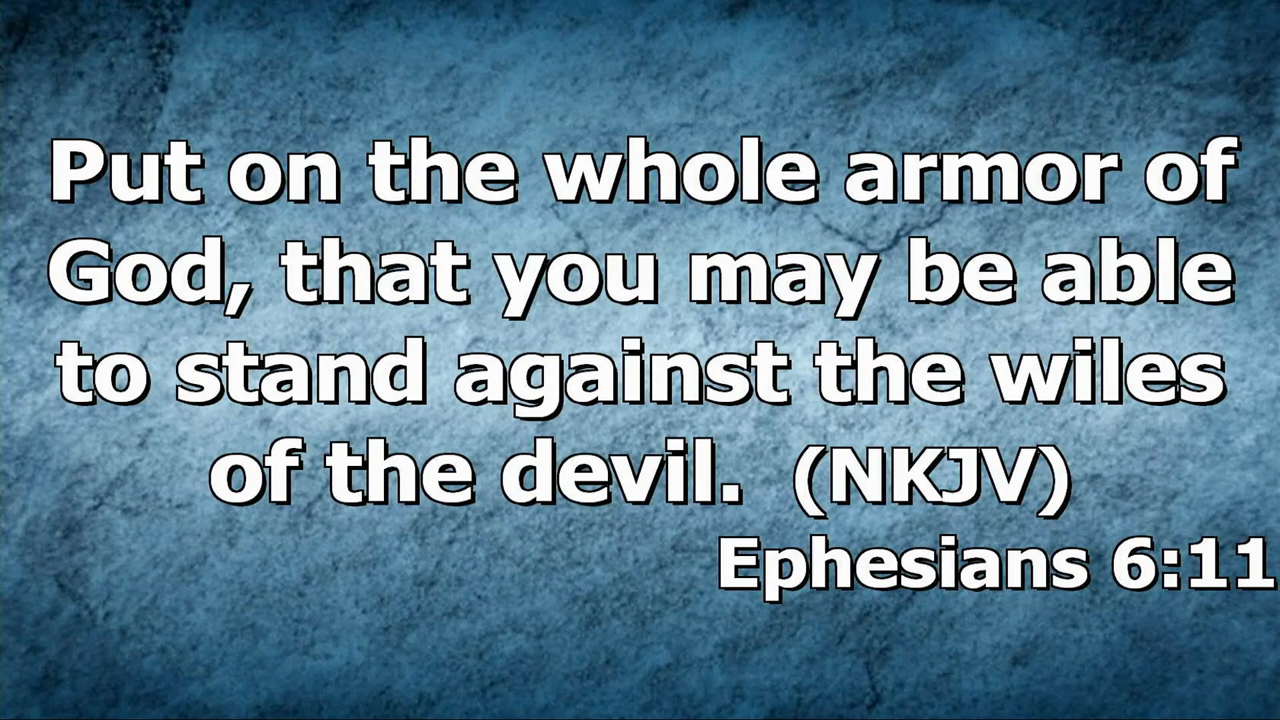 Put on the whole armor of
God, that you may be able
to stand against the wiles
of the devil. (NKJV)
Ephesians 6:11